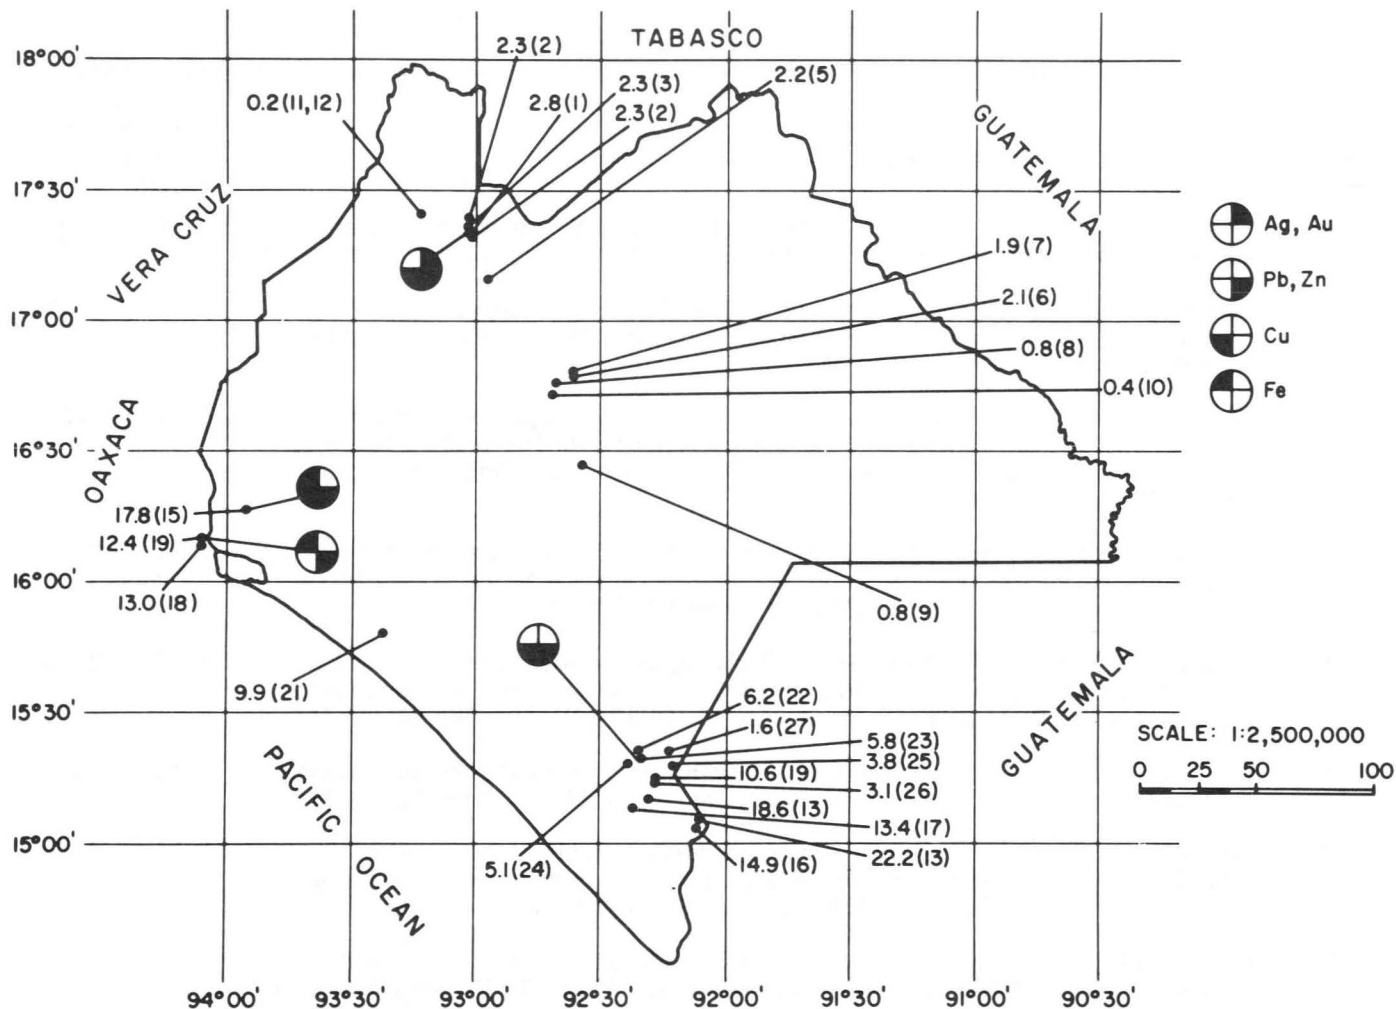 TABASCO
18°00'
2.3(2)
2.3(3)
2.2(5)
0.2(11,12)
2.8(1)
2.3(2)
GUATEMALA
17°30'
VERA CRUZ
Ag, Au
1.9(7)
Pb, Zn
2.1(6)
17°00'
Cu
0.8(8)
0.4(10)
Fe
OAXACA
16°30'
17.8(15)
12.4(19)
16°00'
13.0(18)
0.8(9)
9.9(21)
GUATEMALA
6.2(22)
15°30'
1.6(27)
SCALE: 1:2,500,000
5.8(23)
3.8(25)
10.6(19)
0 25 50 100
3.1(26)
PACIFIC
18.6(13)
13.4(17)
15°00'
22.2(13)
14.9(16)
5.1(24)
OCEAN
94°00' 93°30' 93°00' 92°30' 92°00' 91°30' 91°00' 90°30'